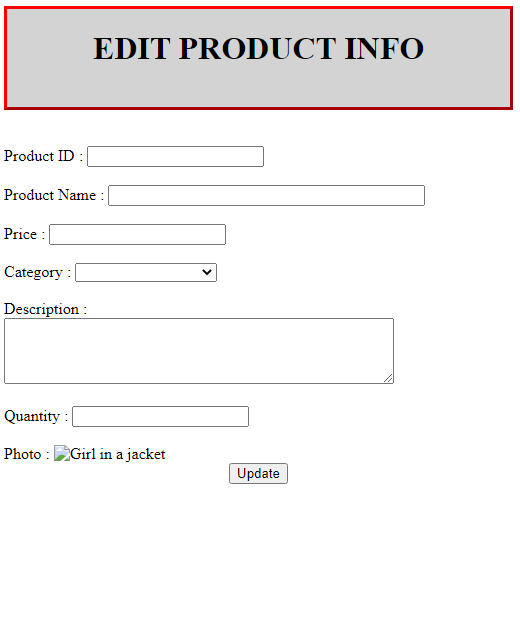 EDIT PRODUCT INFO
Product ID :
Product Name :
Price :
Category :
Description :
Quantity :
Photo : Girl in a jacket
Update